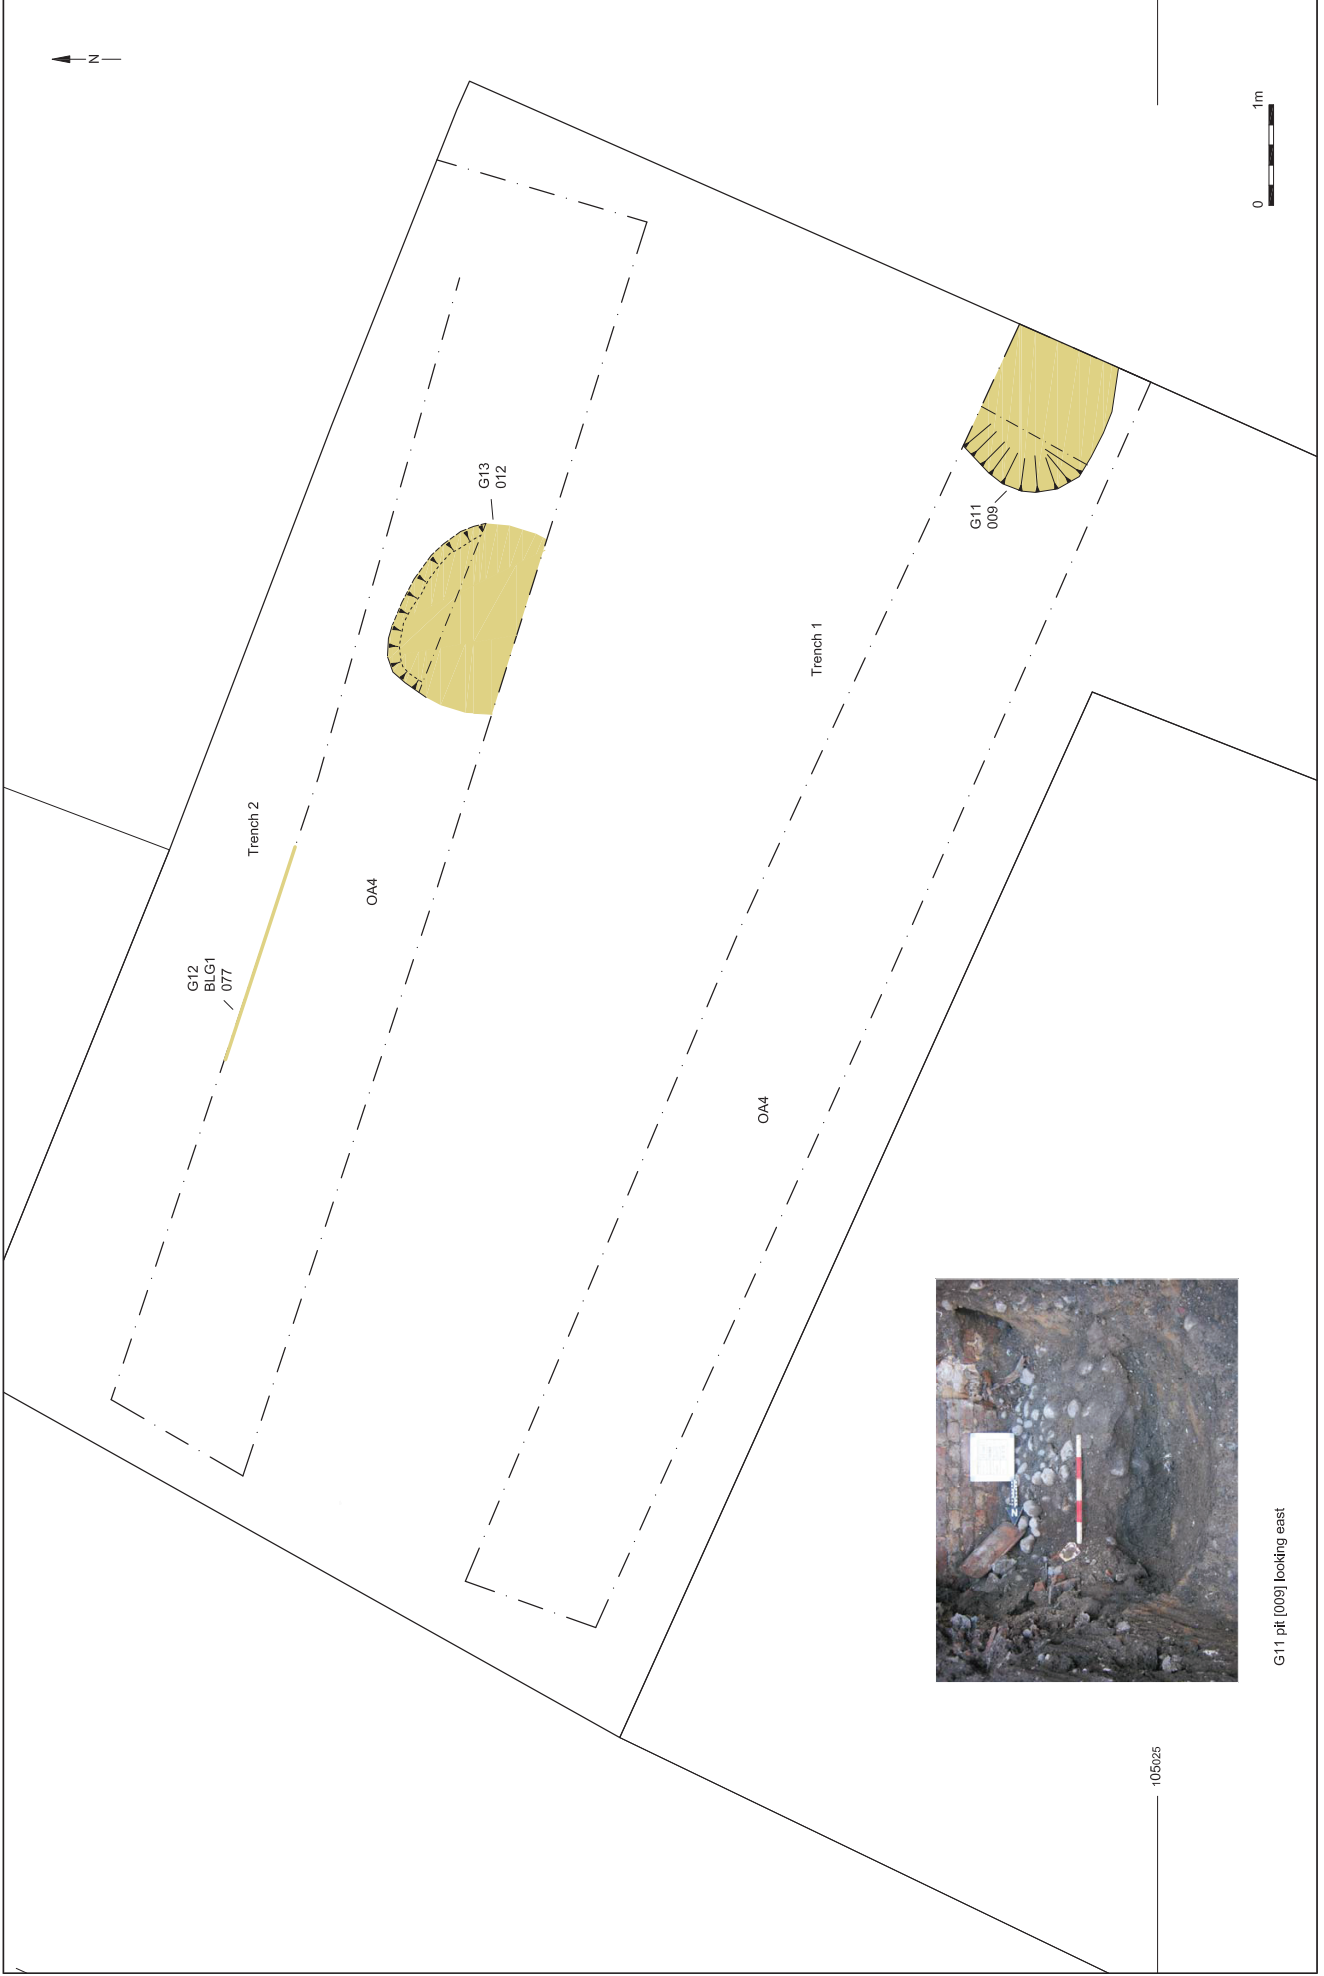 N
G12
BLG1
077
Trench 2
OA4
G13
012
Trench 1
OA4
G11
009
0
1m
105025
G11 pit [009] looking east